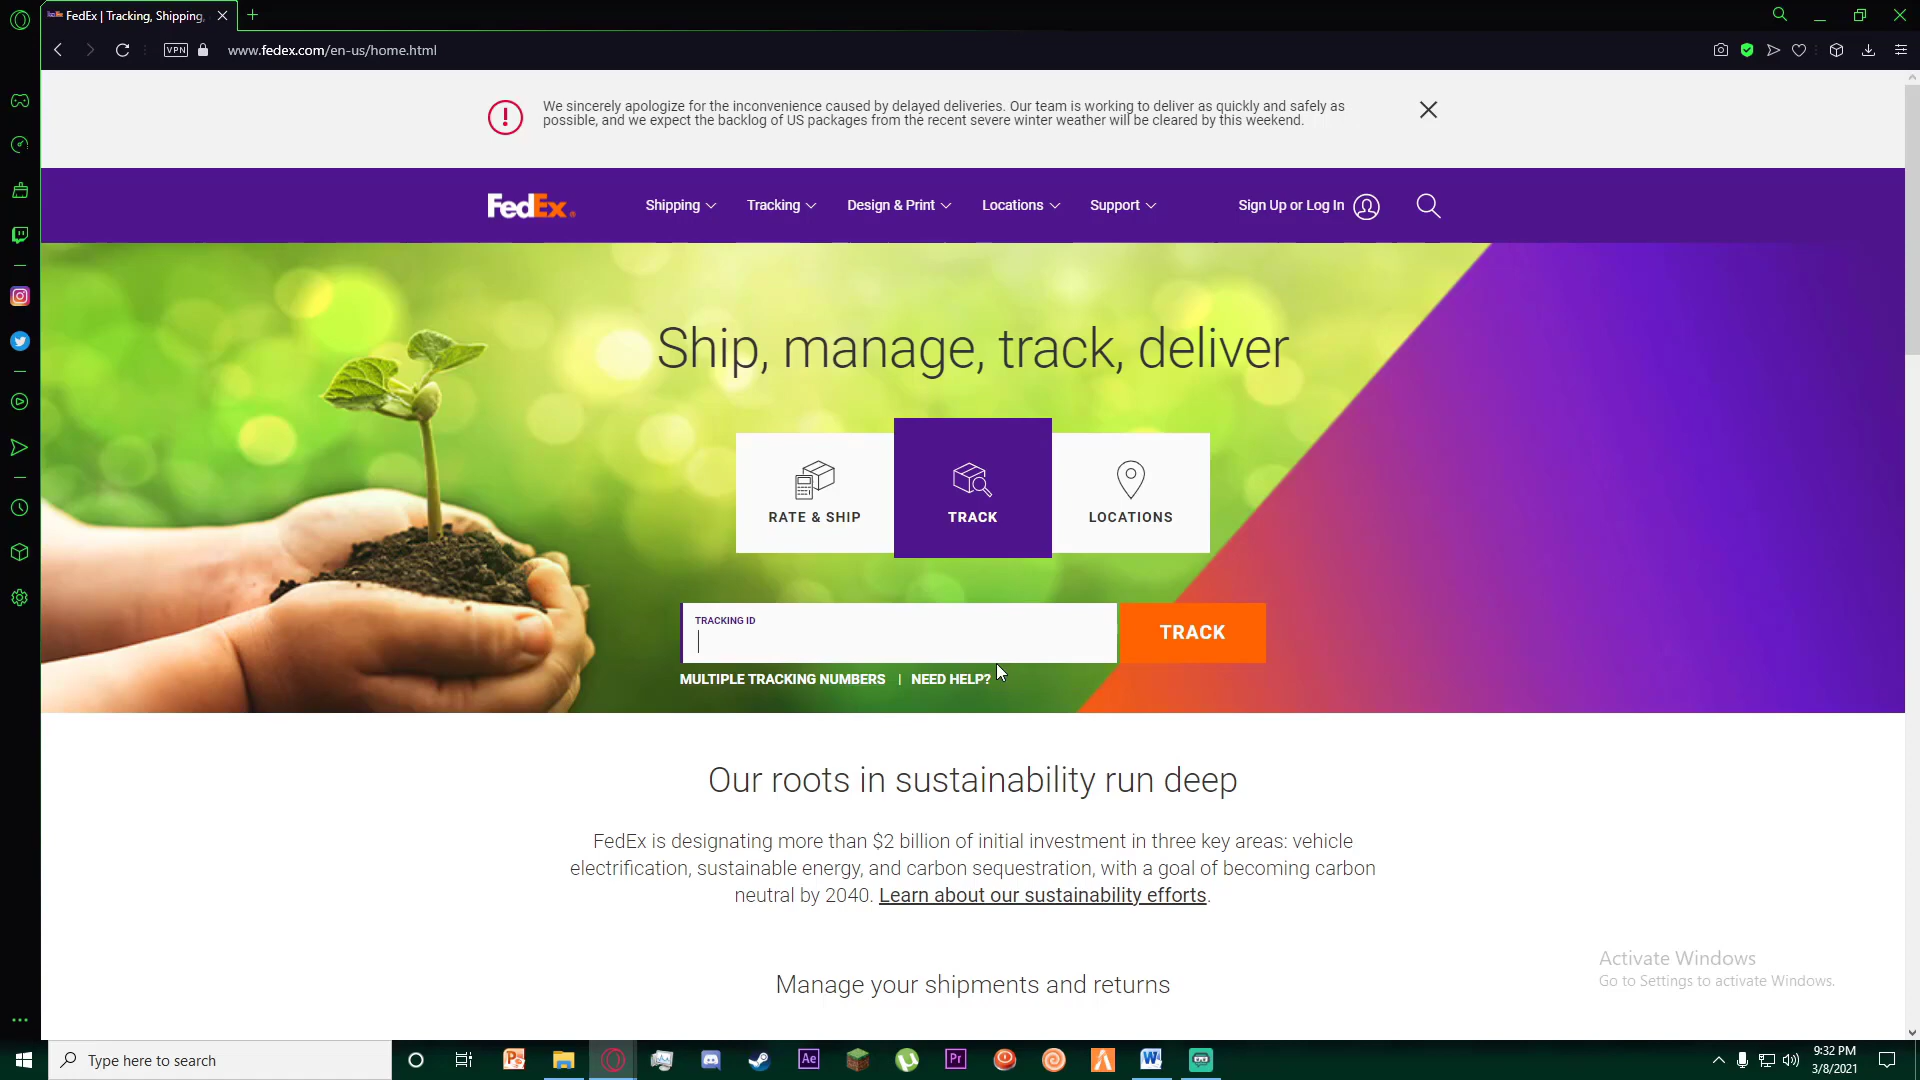 FedEx | Tracking, Shipping,
VPN
www.fedex.com/en-us/home.html
We sincerely apologize for the inconvenience caused by delayed deliveries. Our team is working to deliver as quickly and safely as
possible, and we expect the backlog of US packages from the recent severe winter weather will be cleared by this weekend.
FedEx
Shipping
Tracking
Design & Print
Locations
Support
Sign Up or Log In
Ship, manage, track, deliver
RATE & SHIP
TRACK
LOCATIONS
TRACKING ID
TRACK
MULTIPLE TRACKING NUMBERS | NEED HELP?
Our roots in sustainability run deep
FedEx is designating more than $2 billion of initial investment in three key areas: vehicle
electrification, sustainable energy, and carbon sequestration, with a goal of becoming carbon
neutral by 2040. Learn about our sustainability efforts.
Manage your shipments and returns
Activate Windows
Go to Settings to activate Windows.
Type here to search
Ae
Pr
9:32 PM
3/8/2021